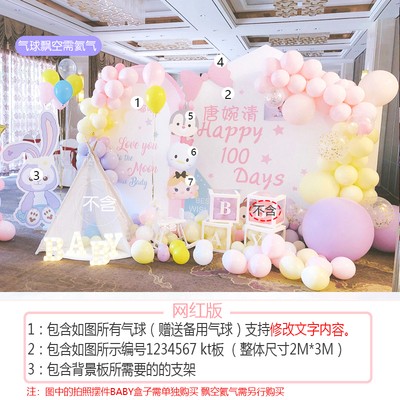 气球飘空需氦气
4
1
2
唐婉清
Happy
100
Days
love you
to the
Moon
Baby
5
6
7
3
不含
不含
B
BABY
网红版
1：包含如图所有气球（赠送备用气球）支持修改文字内容。
2：包含如图所示编号1234567 kt板 （ 整体尺寸2M*3M ）
3：包含背景板所需要的的支架
注：图中的拍照摆件BABY盒子需单独购买 飘空氦气需另行购买